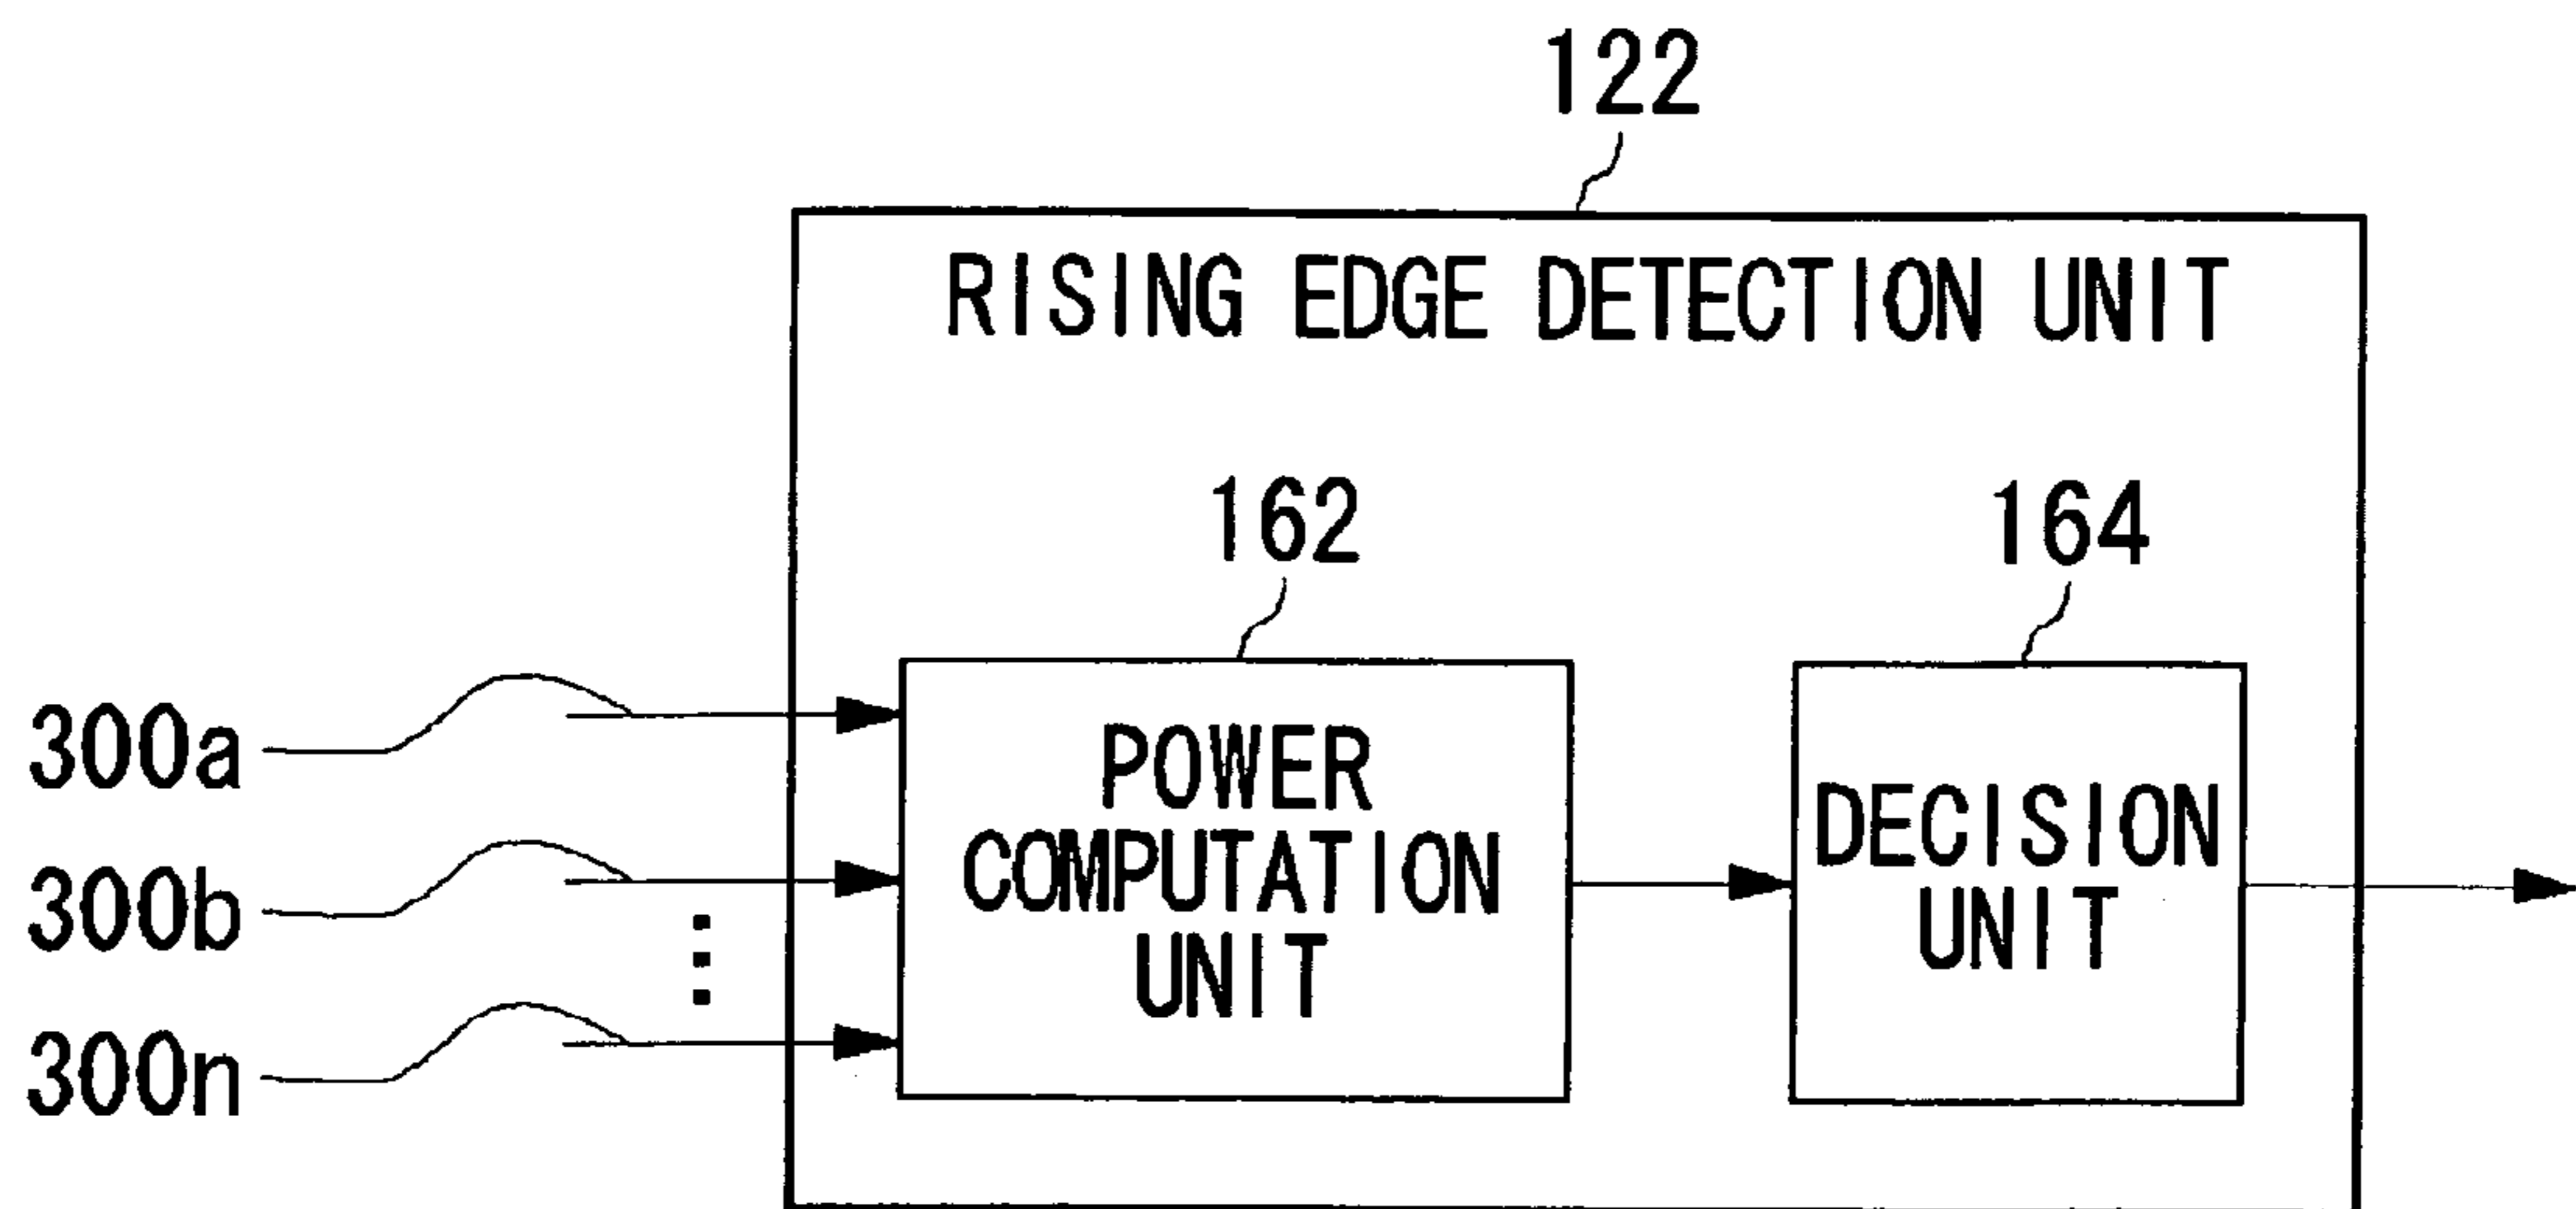 122
RISING EDGE DETECTION UNIT
162
164
300a
300b
300n
POWER
COMPUTATION
UNIT
DECISION
UNIT